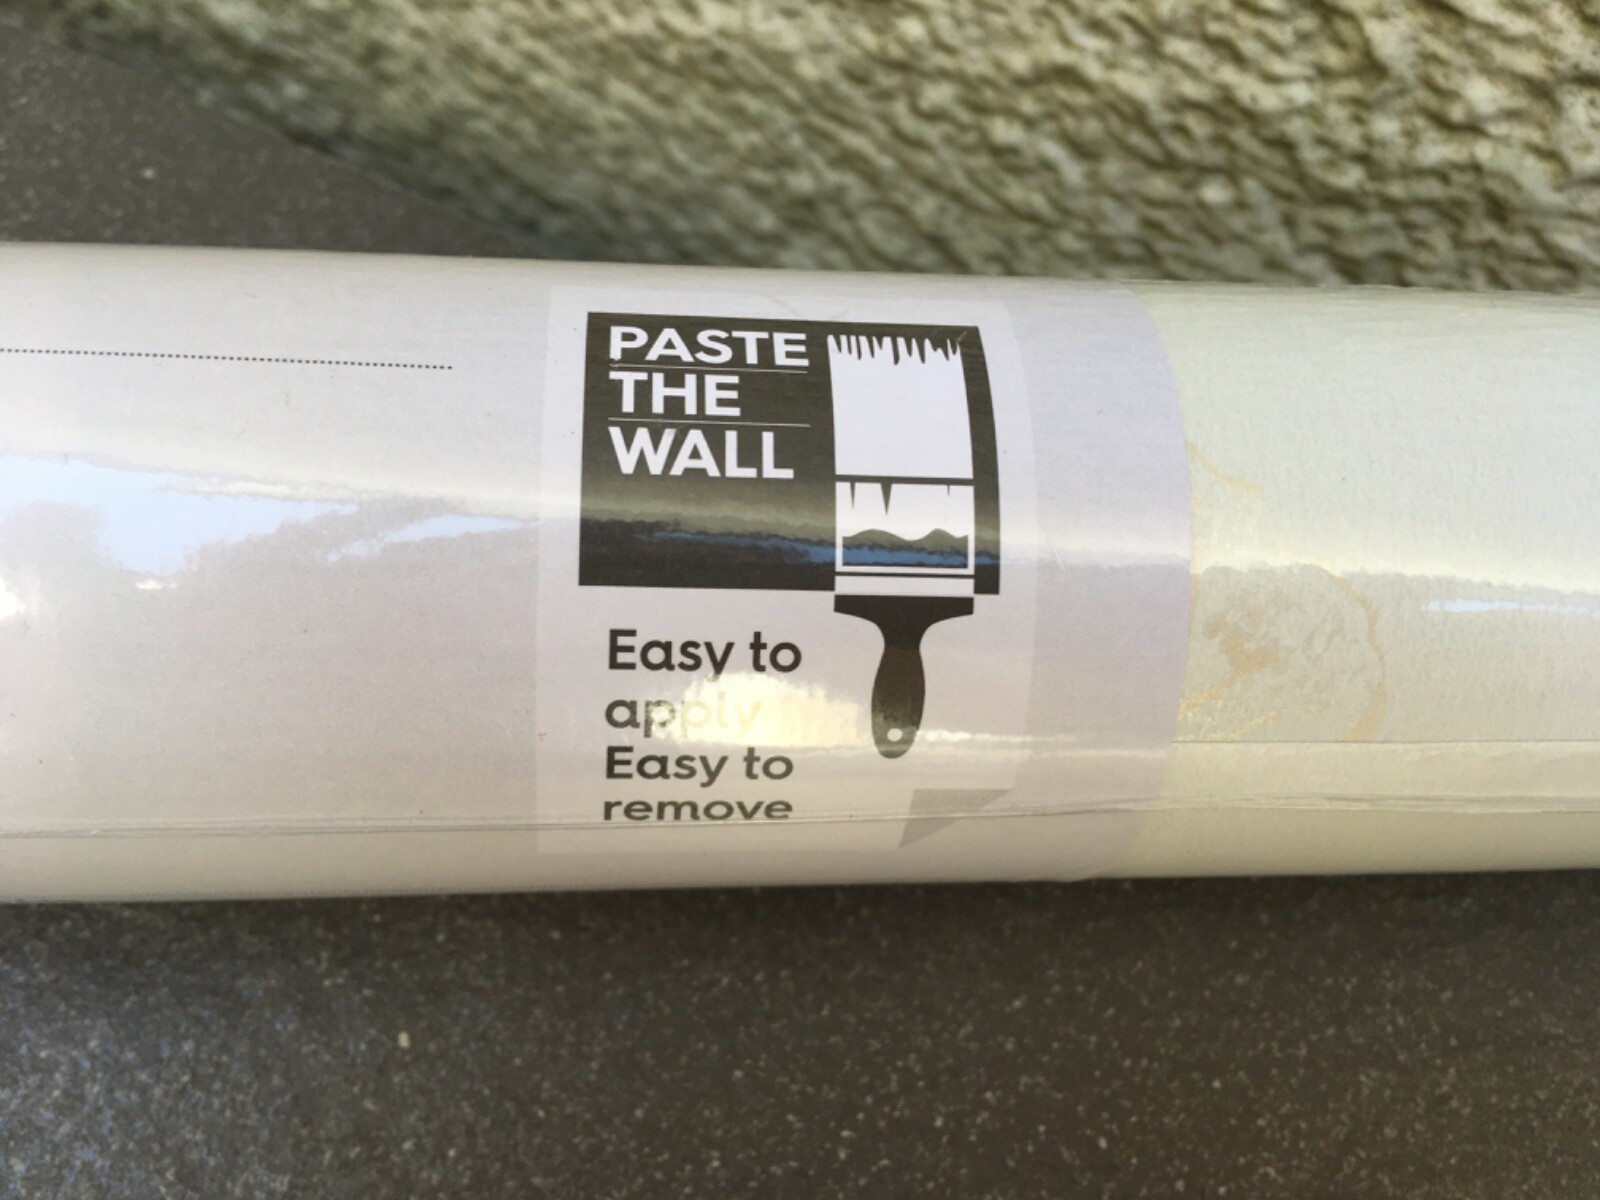 PASTE
THE
WALL
Easy to
apply
Easy to
remove